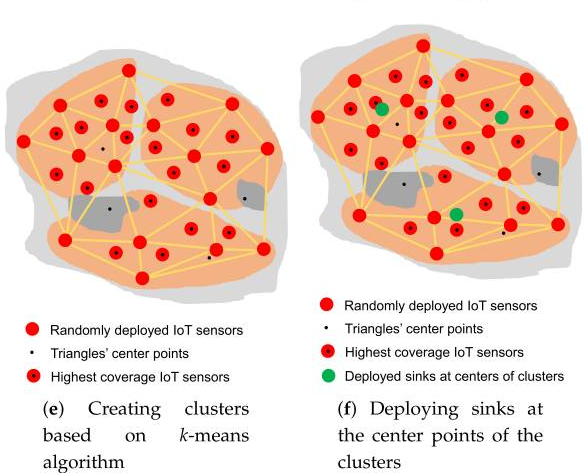 Randomly deployed IoT sensors
Triangles' center points
Highest coverage IoT sensors
(e) Creating clusters
based on k-means
algorithm
Randomly deployed IoT sensors
Triangles' center points
Highest coverage IoT sensors
Deployed sinks at centers of clusters
(f) Deploying sinks at
the center points of the
clusters